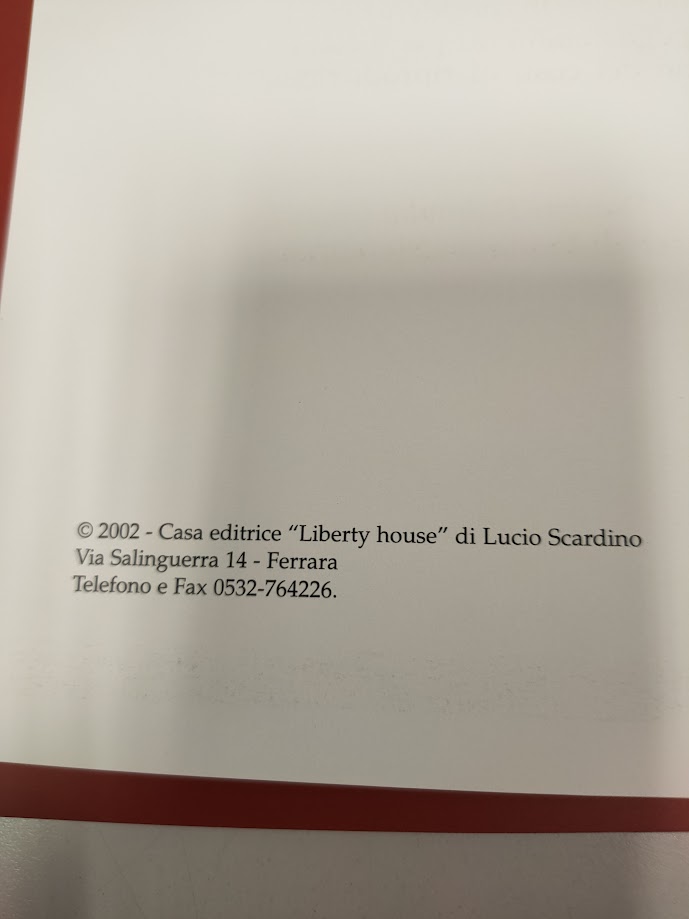 © 2002 - Casa editrice “Liberty house” di Lucio Scardino
Via Salinguerra 14 - Ferrara
Telefono e Fax 0532-764226.